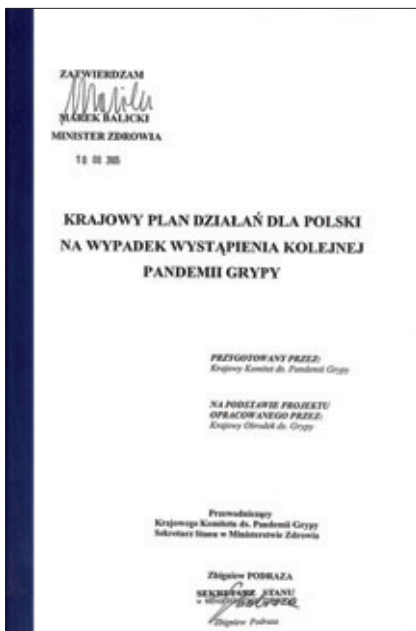 ZATWIERDZAM
MAREK BALICKI
MINISTER ZDROWIA
KRAJOWY PLAN DZIAŁAŃ DLA POLSKI
NA WYPADEK WYSTĄPIENIA KOLEJNEJ
PANDEMII GRYPY
PRZYGOTOWANY PRZEZ:
Krajowy Komitet ds. Pandemii Grypy
NA PODSTAWIE PROJEKTU
OPRACOWANEGO PRZEZ:
Krajowy Ośrodek ds. Grypy
Przewodniczący
Krajowego Komitetu ds. Pandemii Grypy
Sekretarz Stanu w Ministerstwie Zdrowia
Zbigniew PODRAZA
SEKRETARZ STANU
Zbigniew Podraza